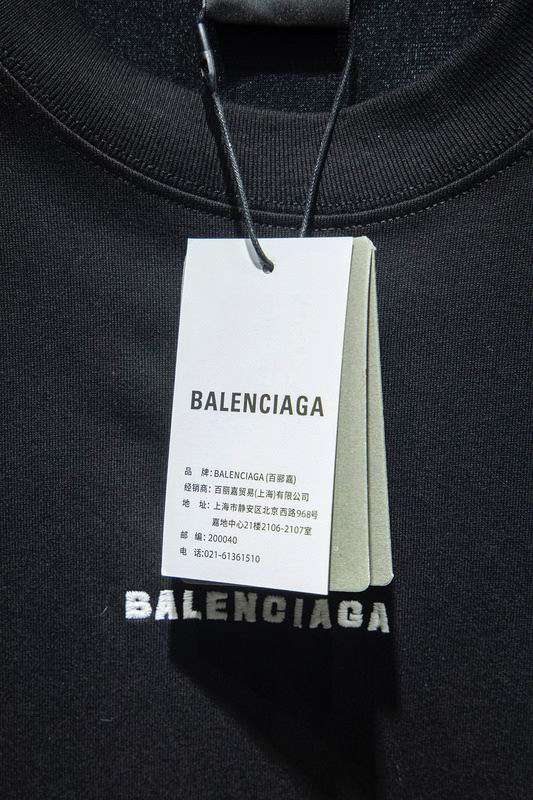 BALENCIAGA
品 牌：BALENCIAGA (百郦嘉)
经销商：百丽嘉贸易(上海)有限公司
地 址：上海市静安区北京西路968号
嘉地中心21楼2106-2107室
邮 编：200040
电 话：021-61361510
BALENCIAGA